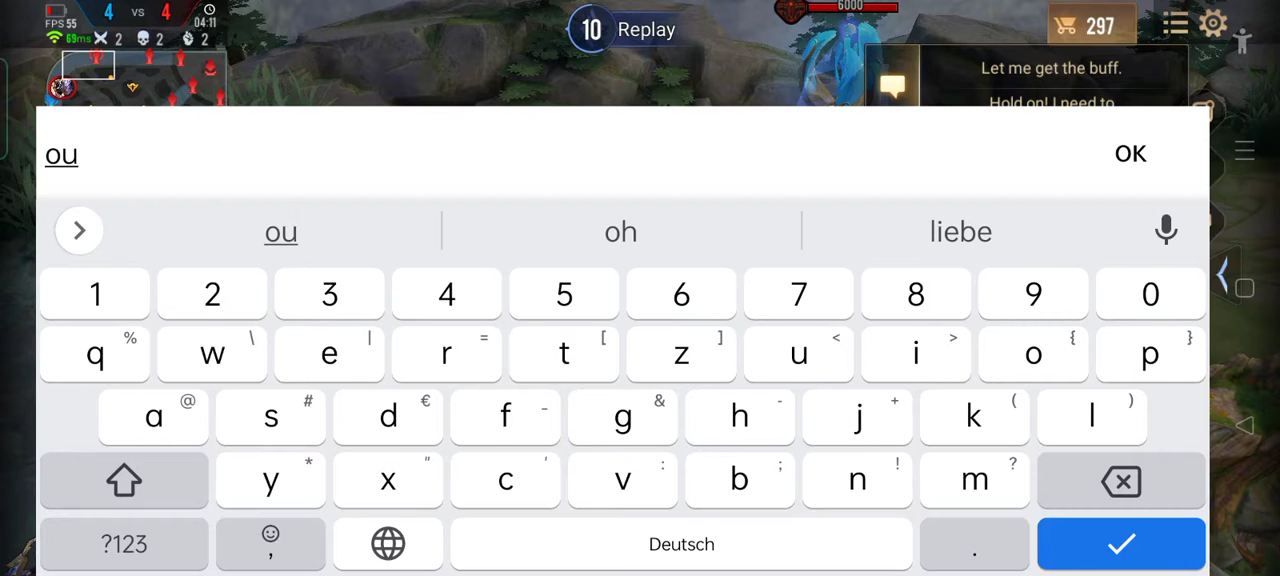 4 VS 4
FPS 55
04:11
69ms 2 2 2
10 Replay
6000
297
Let me get the buff.
Hold on! I need to
ou
OK
ou oh liebe
1 2 3 4 5 6 7 8 9 0
q % w \ e | r = t [ z ] u < i > o { p }
a @ s # d € f _ g & h - j + k ( l )
y * x " c ' v : b ; n ! m ?
?123 , Deutsch .